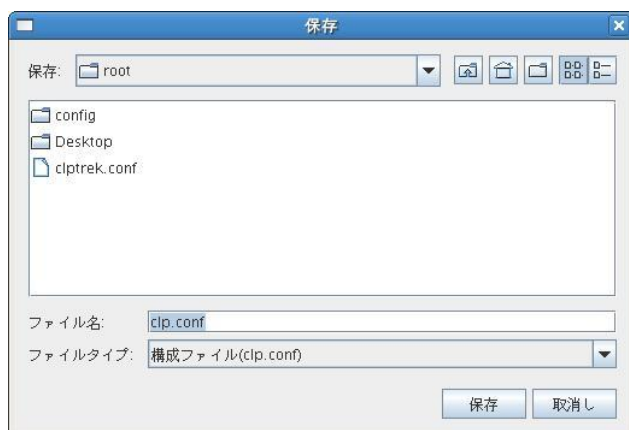 保存
保存: root
config
Desktop
clptrek.conf
ファイル名: clp.conf
ファイルタイプ: 構成ファイル(clp.conf)
保存 取消し